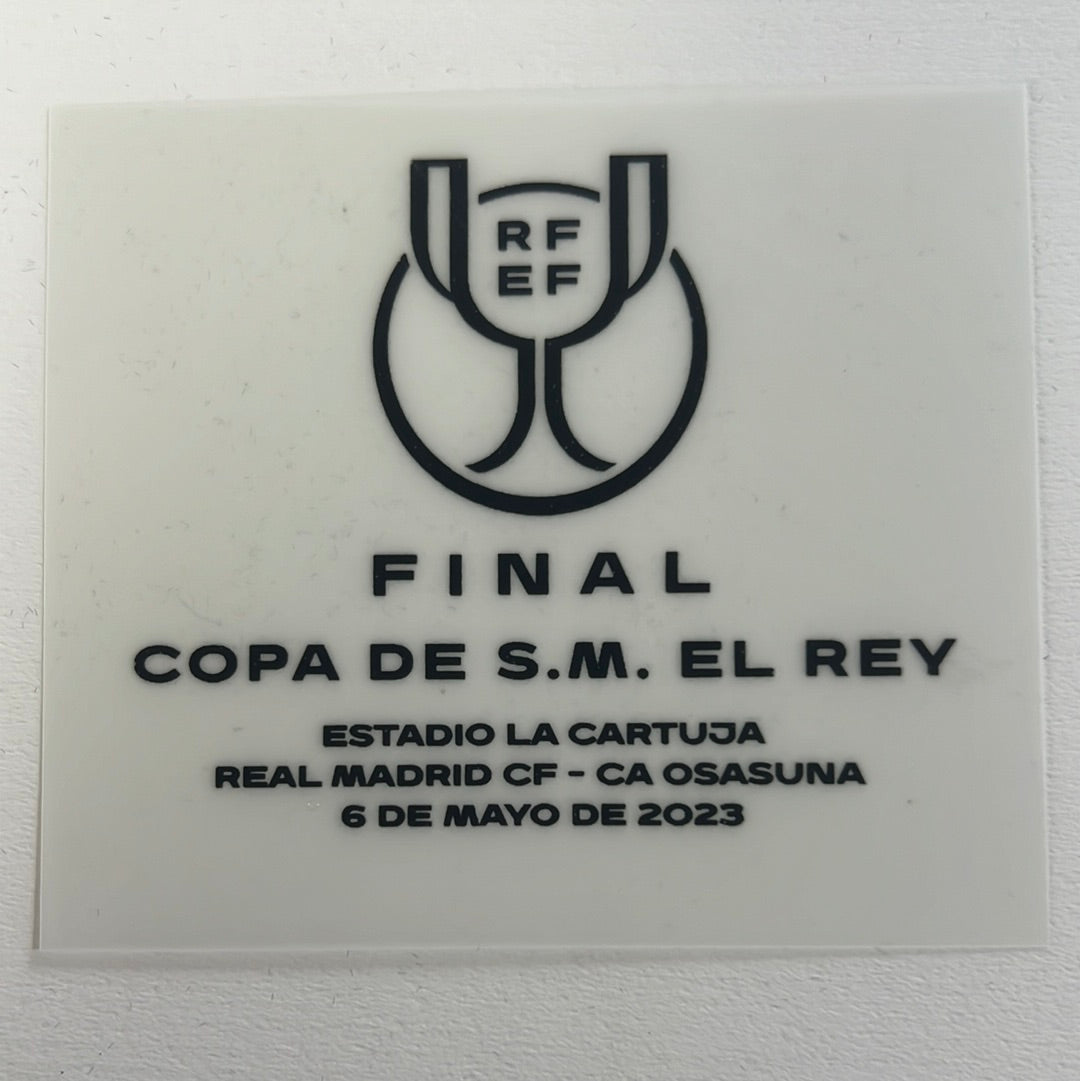 RF
EF
FINAL
COPA DE S.M. EL REY
ESTADIO LA CARTUJA
REAL MADRID CF - CA OSASUNA
6 DE MAYO DE 2023